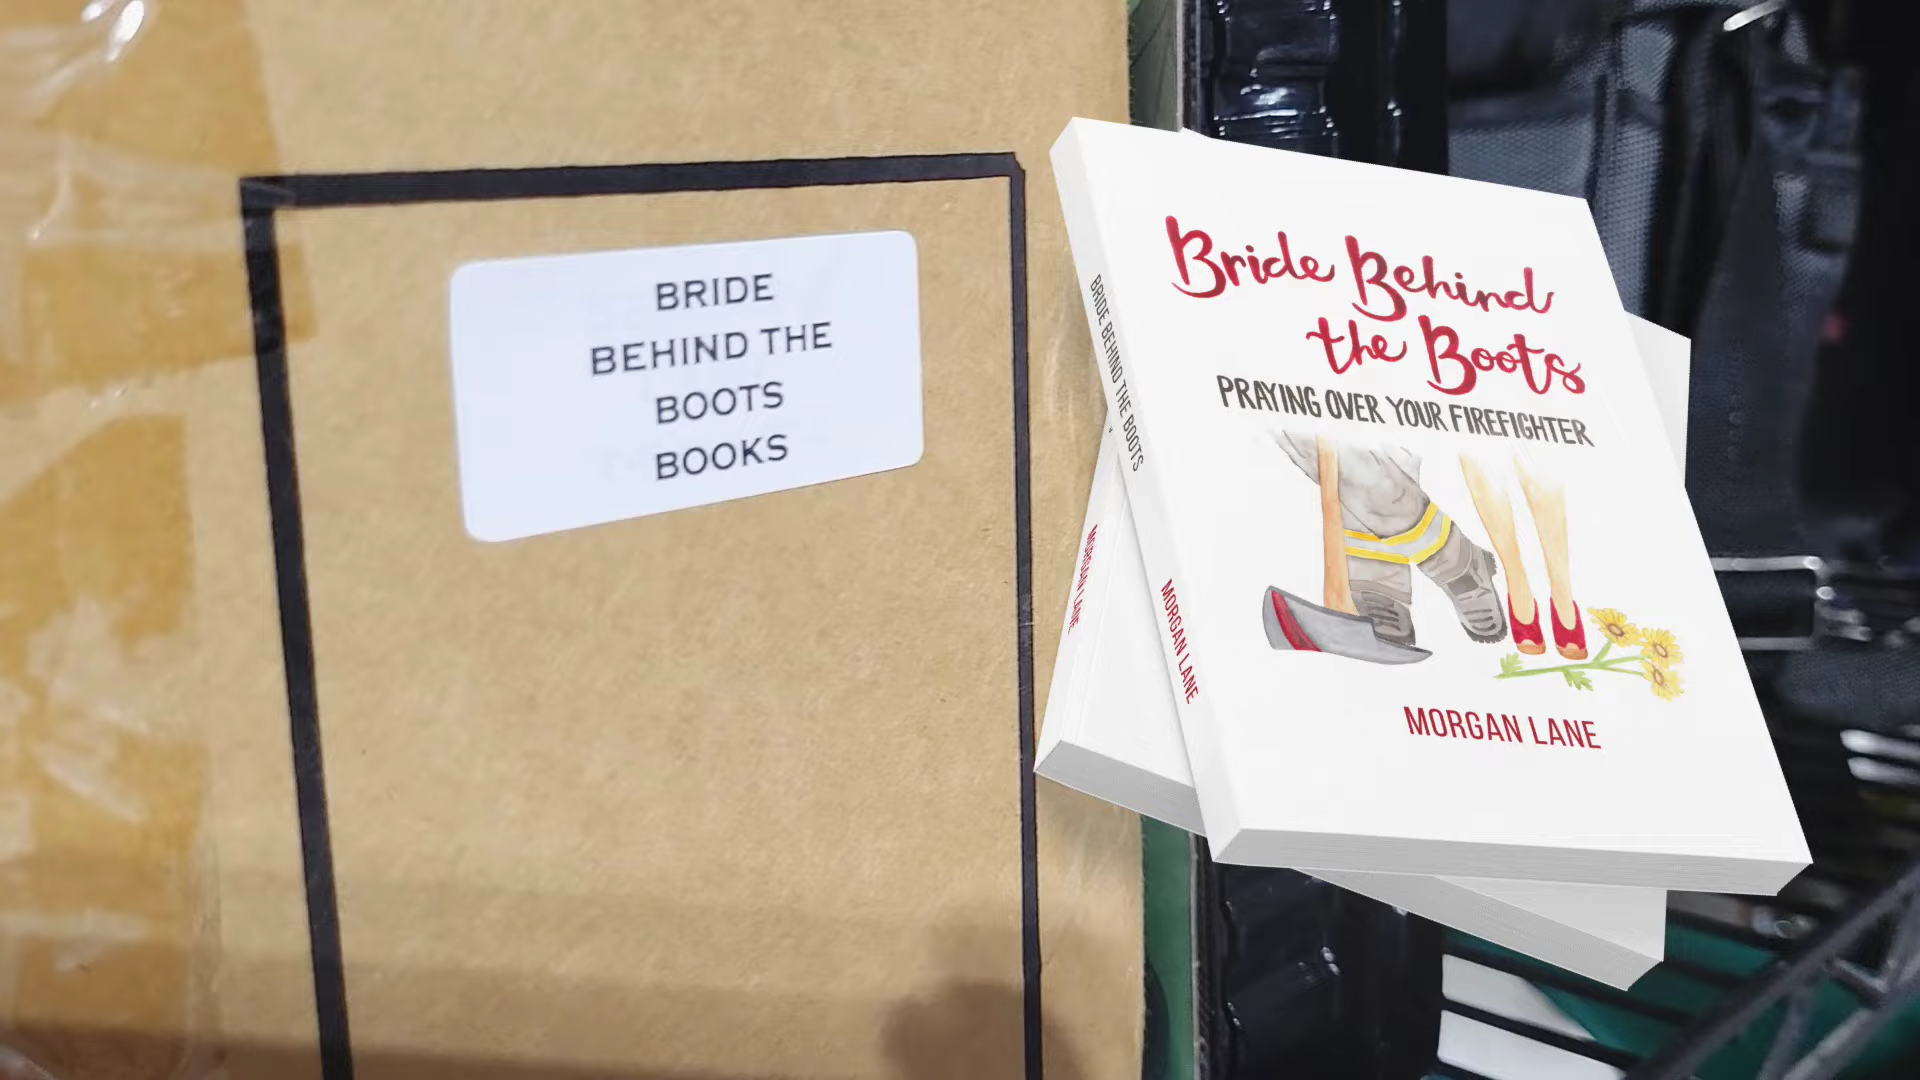 BRIDE
BEHIND THE
BOOTS
BOOKS
Bride Behind
the Boots
PRAYING OVER YOUR FIREFIGHTER
MORGAN LANE
BRIDE BEHIND THE BOOTS
MORGAN LANE
MORGAN LANE